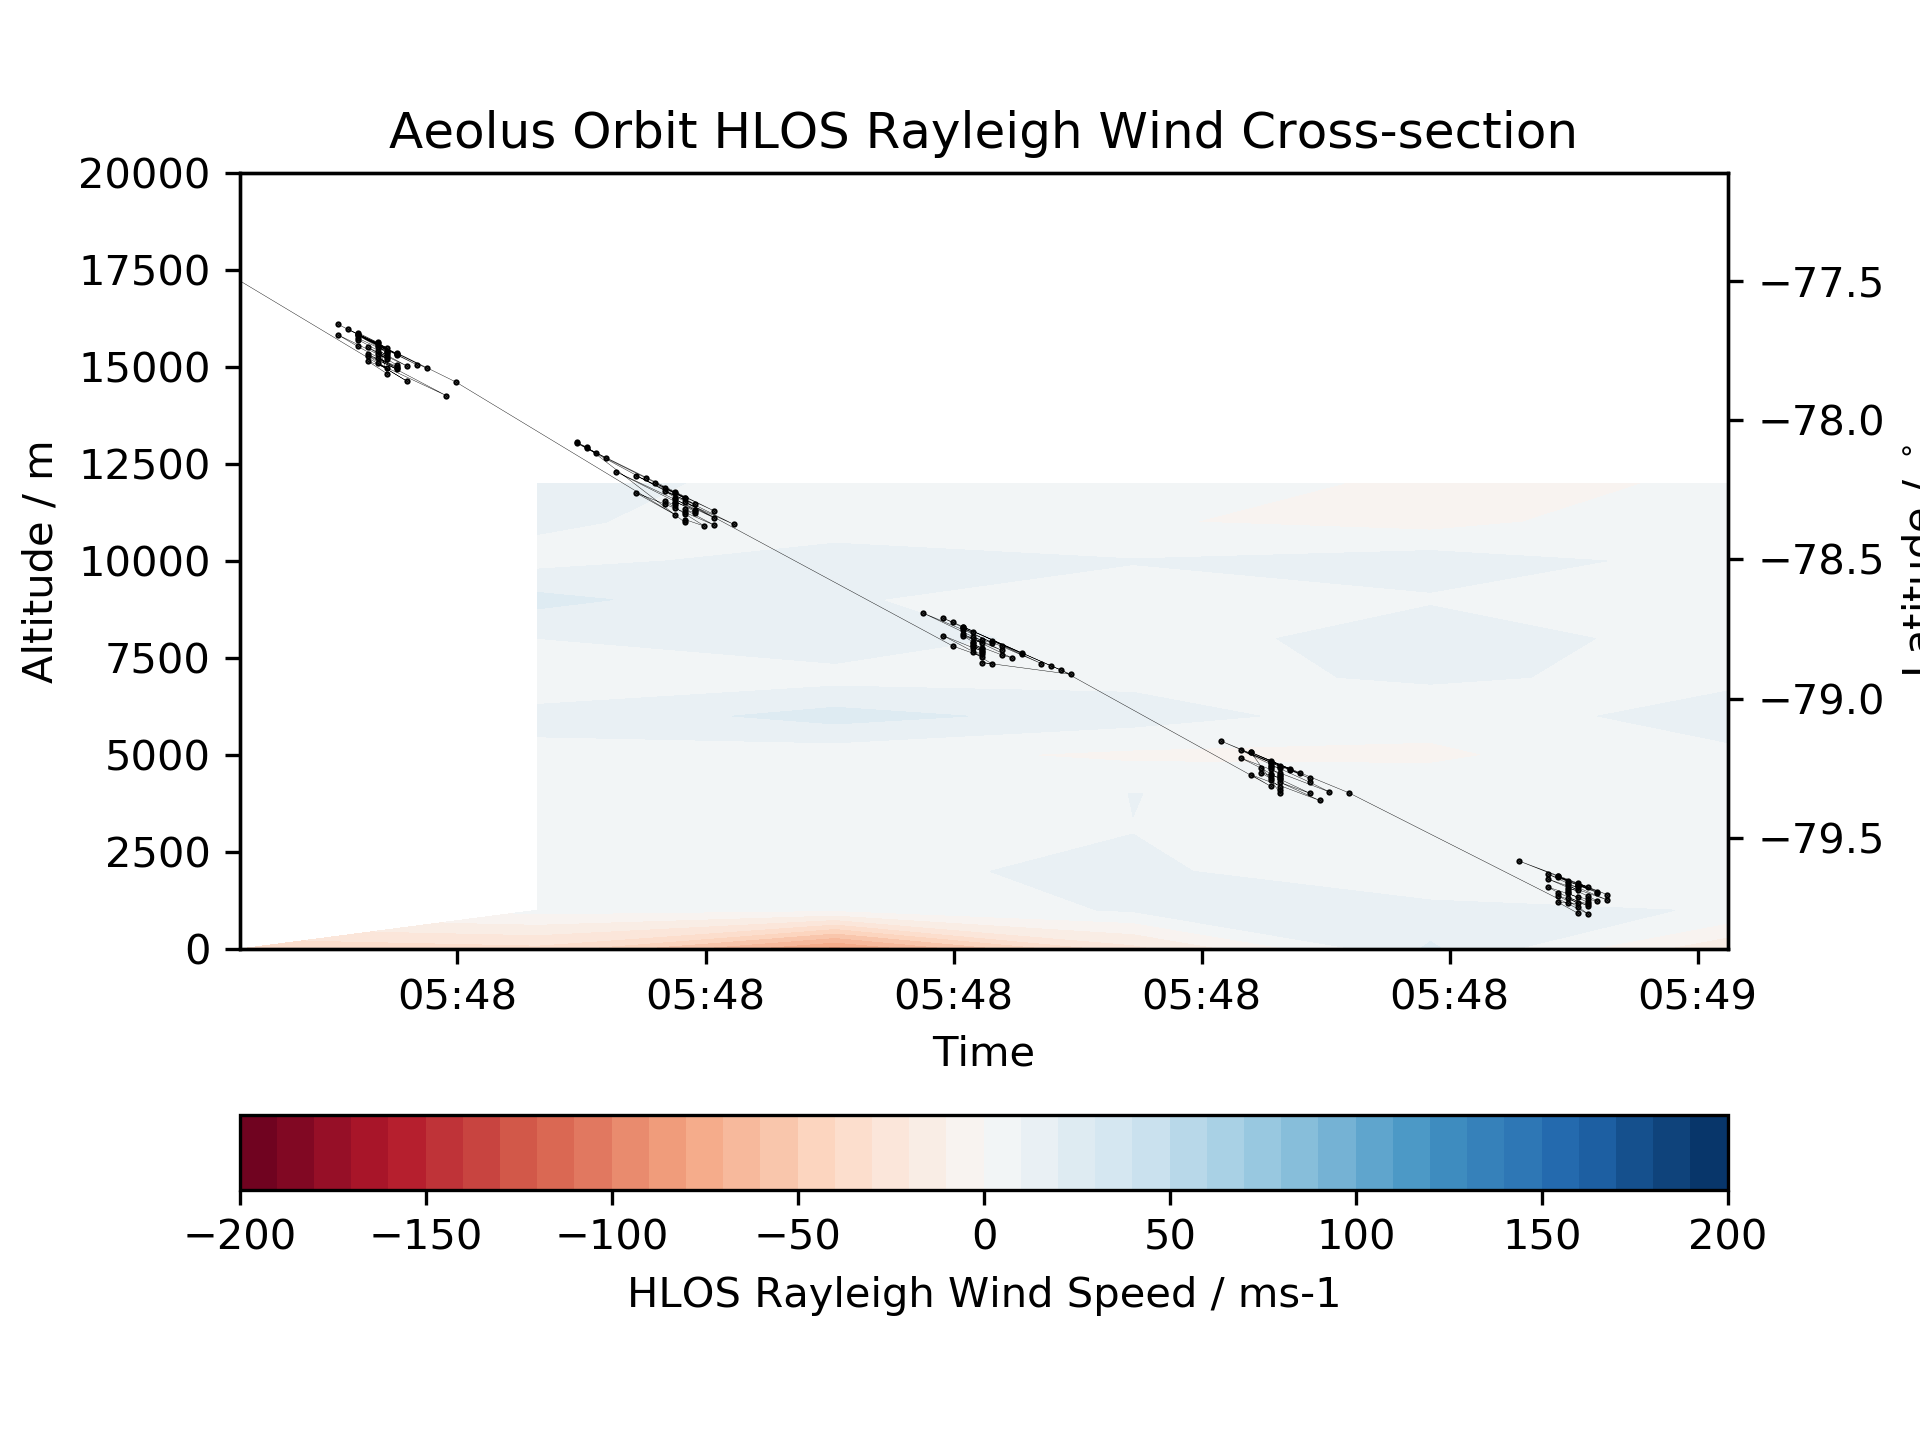 Aeolus Orbit HLOS Rayleigh Wind Cross-section
20000
17500
15000
12500
10000
7500
5000
2500
0
Altitude / m
−77.5
−78.0
−78.5
−79.0
−79.5
Latitude / °
05:48 05:48 05:48 05:48 05:48 05:49
Time
−200 −150 −100 −50 0 50 100 150 200
HLOS Rayleigh Wind Speed / ms-1